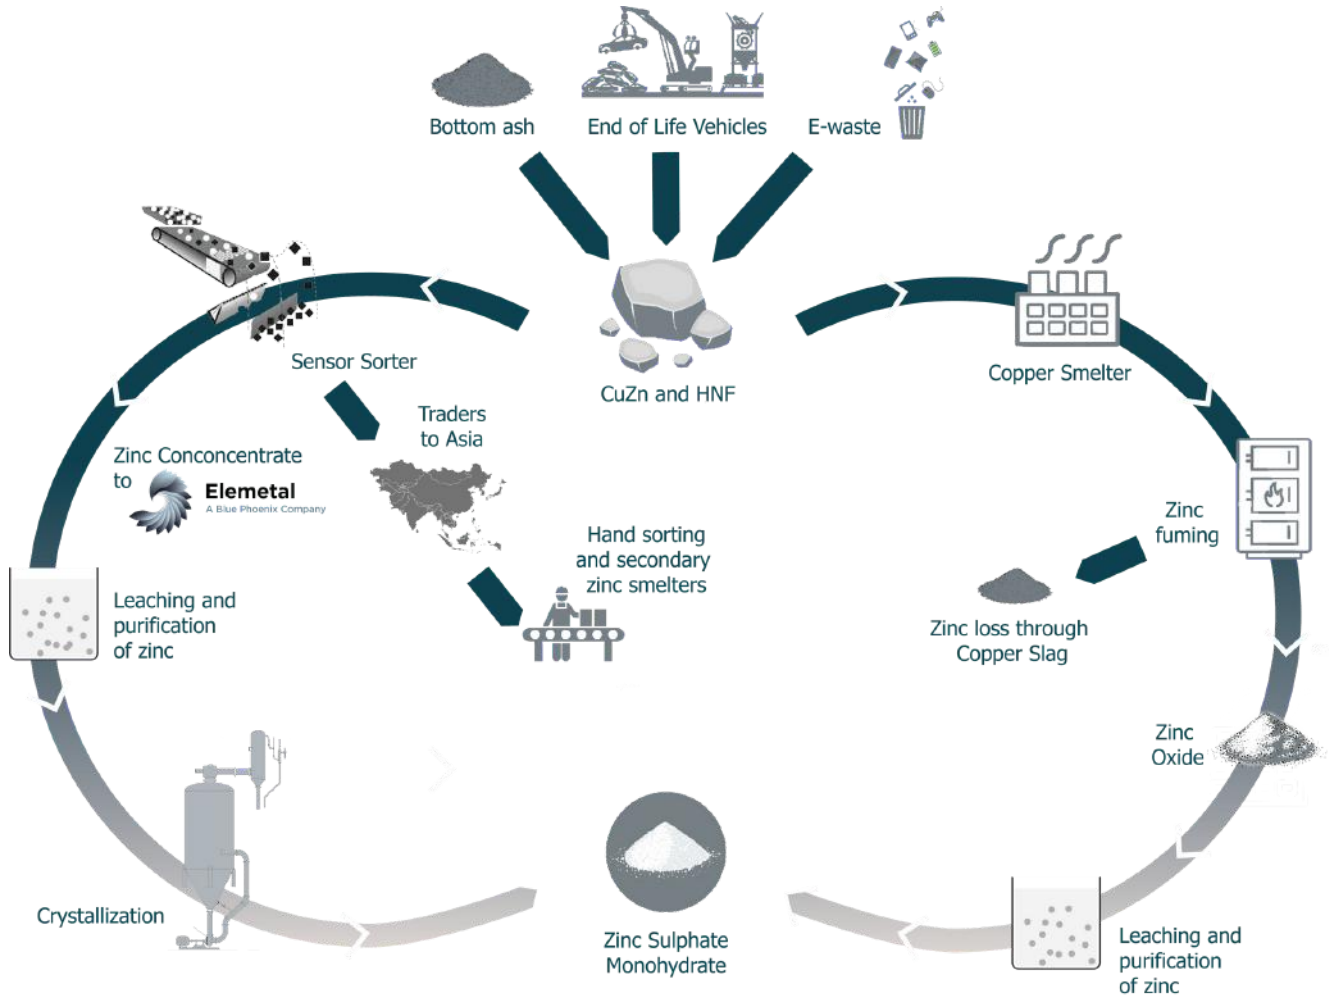 Bottom ash
End of Life Vehicles
E-waste
CuZn and HNF
Sensor Sorter
Traders
to Asia
Zinc Conconcentrate
to
Elemetal
A Blue Phoenix Company
Hand sorting
and secondary
zinc smelters
Leaching and
purification
of zinc
Crystallization
Copper Smelter
Zinc
fuming
Zinc loss through
Copper Slag
Zinc
Oxide
Leaching and
purification
of zinc
Zinc Sulphate
Monohydrate